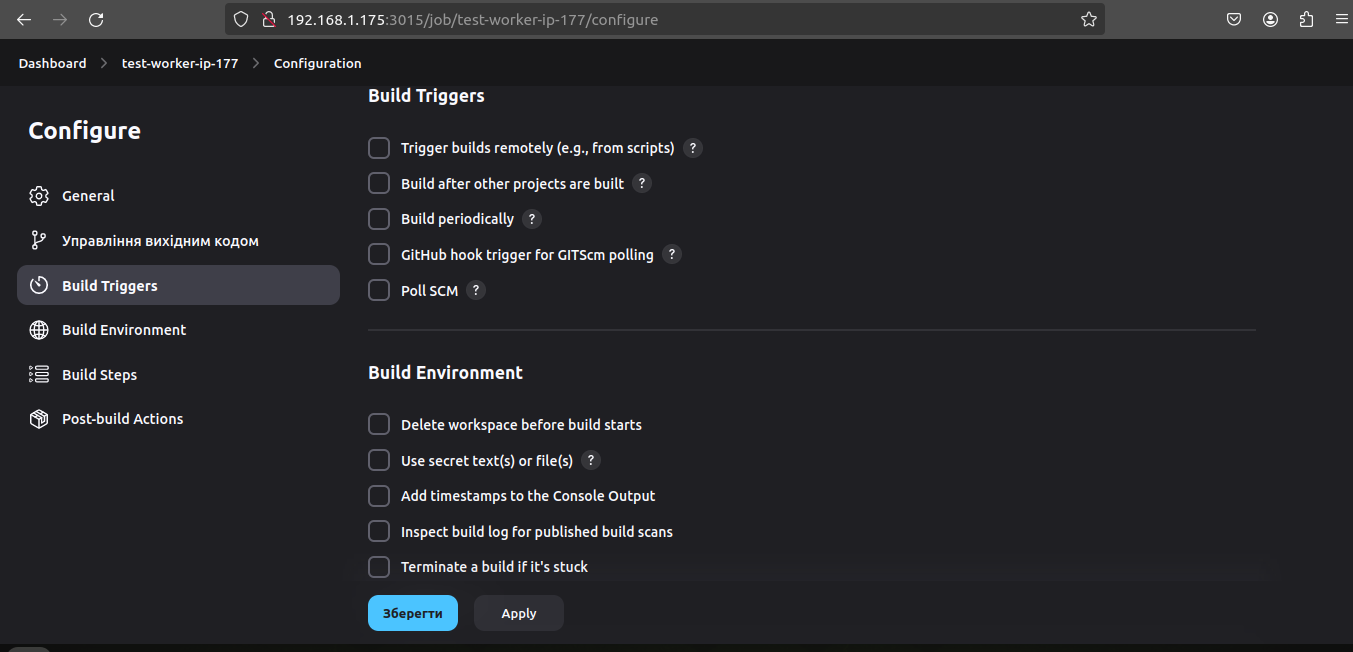 192.168.1.175:3015/job/test-worker-ip-177/configure
Dashboard > test-worker-ip-177 > Configuration
Configure
General
Управління вихідним кодом
Build Triggers
Build Environment
Build Steps
Post-build Actions
Build Triggers
Trigger builds remotely (e.g., from scripts) ?
Build after other projects are built ?
Build periodically ?
GitHub hook trigger for GITScm polling ?
Poll SCM ?
Build Environment
Delete workspace before build starts
Use secret text(s) or file(s) ?
Add timestamps to the Console Output
Inspect build log for published build scans
Terminate a build if it's stuck
Зберегти
Apply